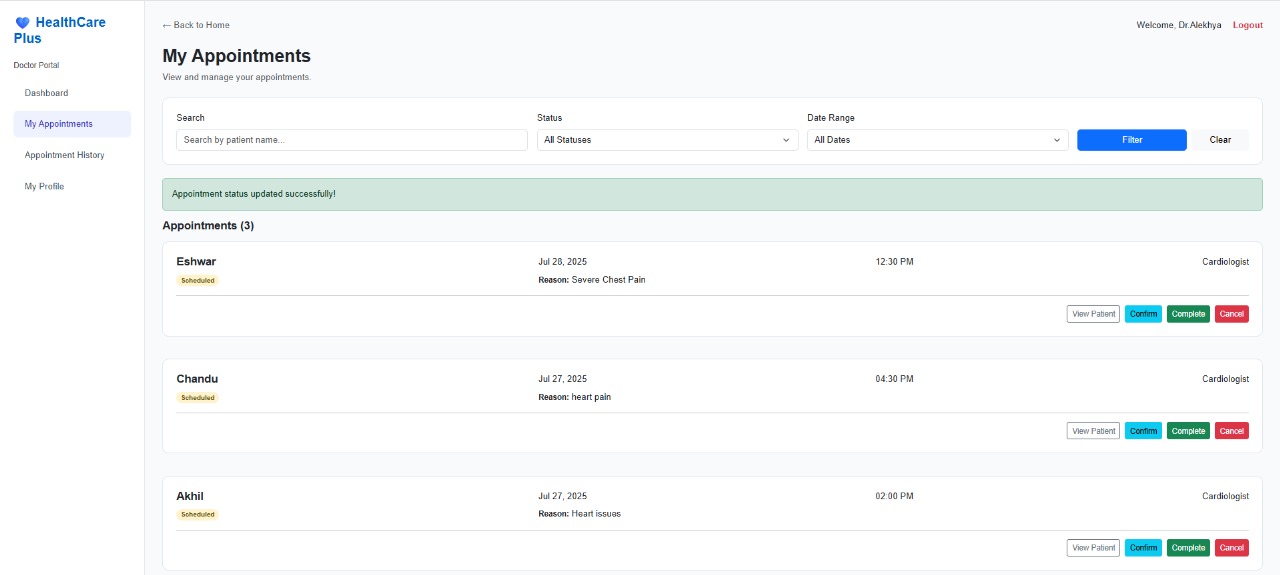 HealthCare
Plus
Doctor Portal
Dashboard
My Appointments
Appointment History
My Profile
← Back to Home
Welcome, Dr.Alekhya Logout
My Appointments
View and manage your appointments.
Search Status Date Range
Search by patient name... All Statuses All Dates Filter Clear
Appointment status updated successfully!
Appointments (3)
Eshwar Jul 28, 2025 12:30 PM Cardiologist
Scheduled Reason: Severe Chest Pain
View Patient Confirm Complete Cancel
Chandu Jul 27, 2025 04:30 PM Cardiologist
Scheduled Reason: heart pain
View Patient Confirm Complete Cancel
Akhil Jul 27, 2025 02:00 PM Cardiologist
Scheduled Reason: Heart issues
View Patient Confirm Complete Cancel